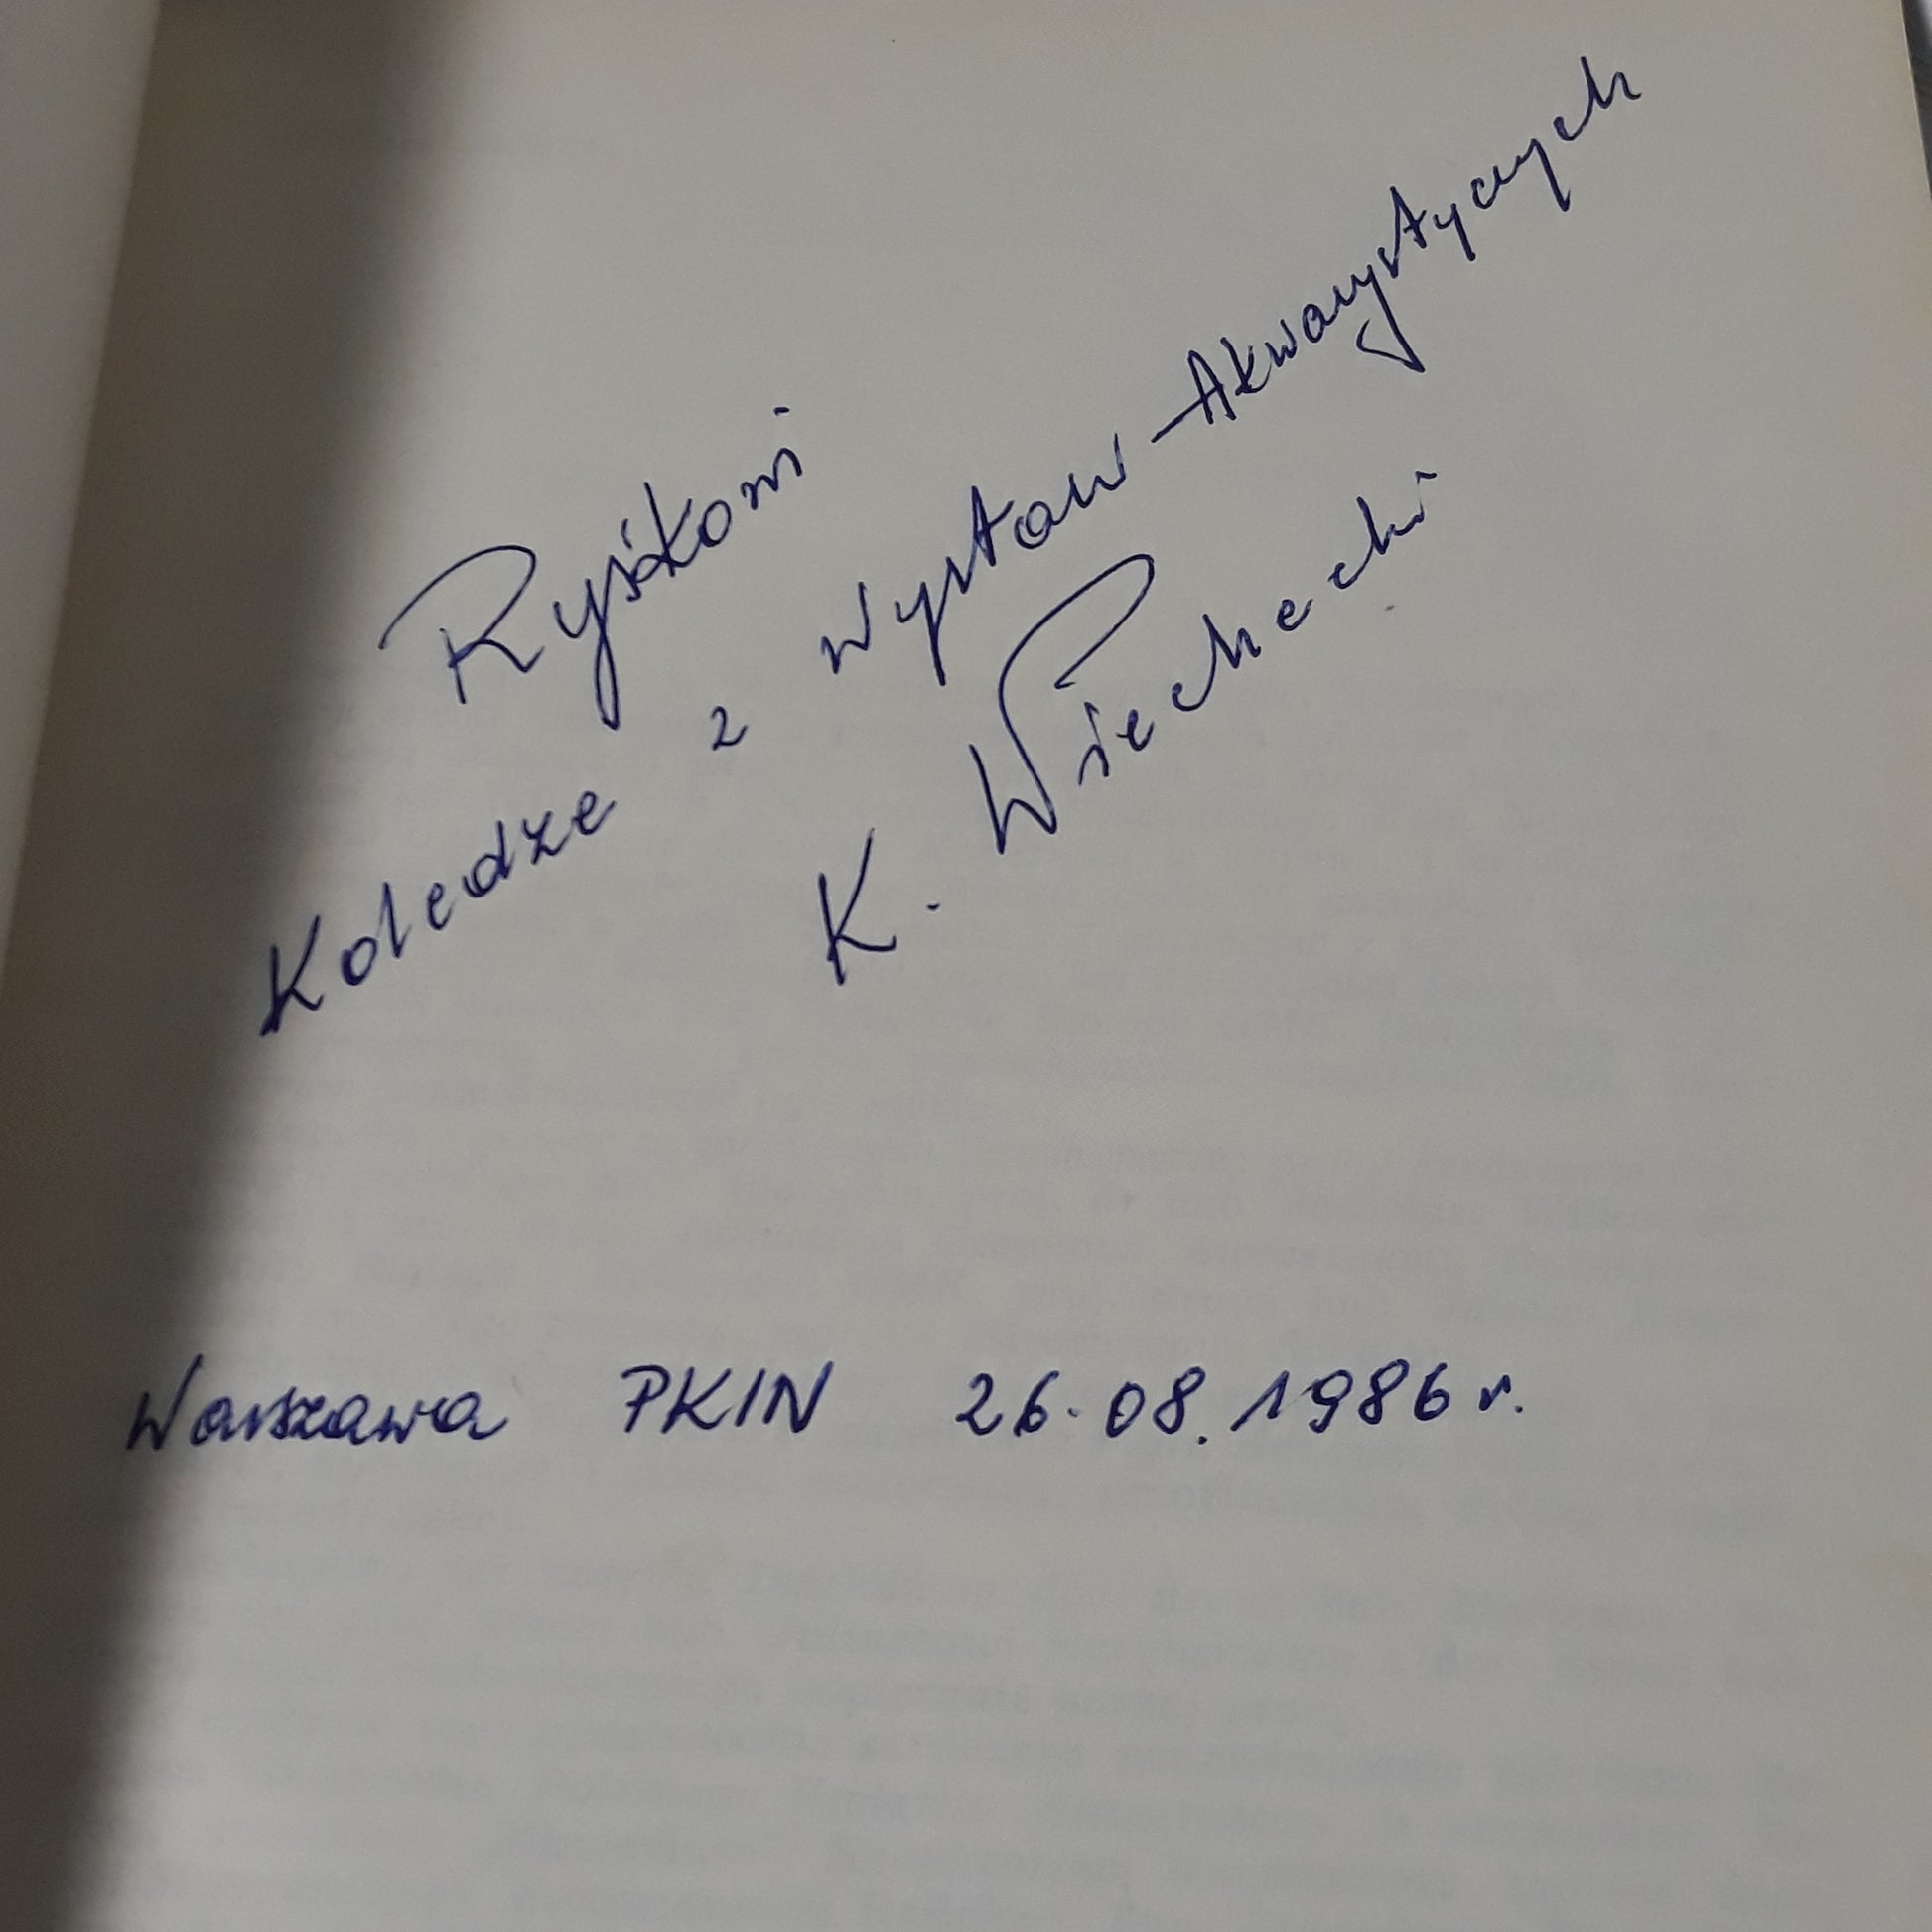 Ryśkowi
Koledze z wystaw-Akwarystycznych
K. Wiechecki
Warszawa PKIN 26.08.1986 r.